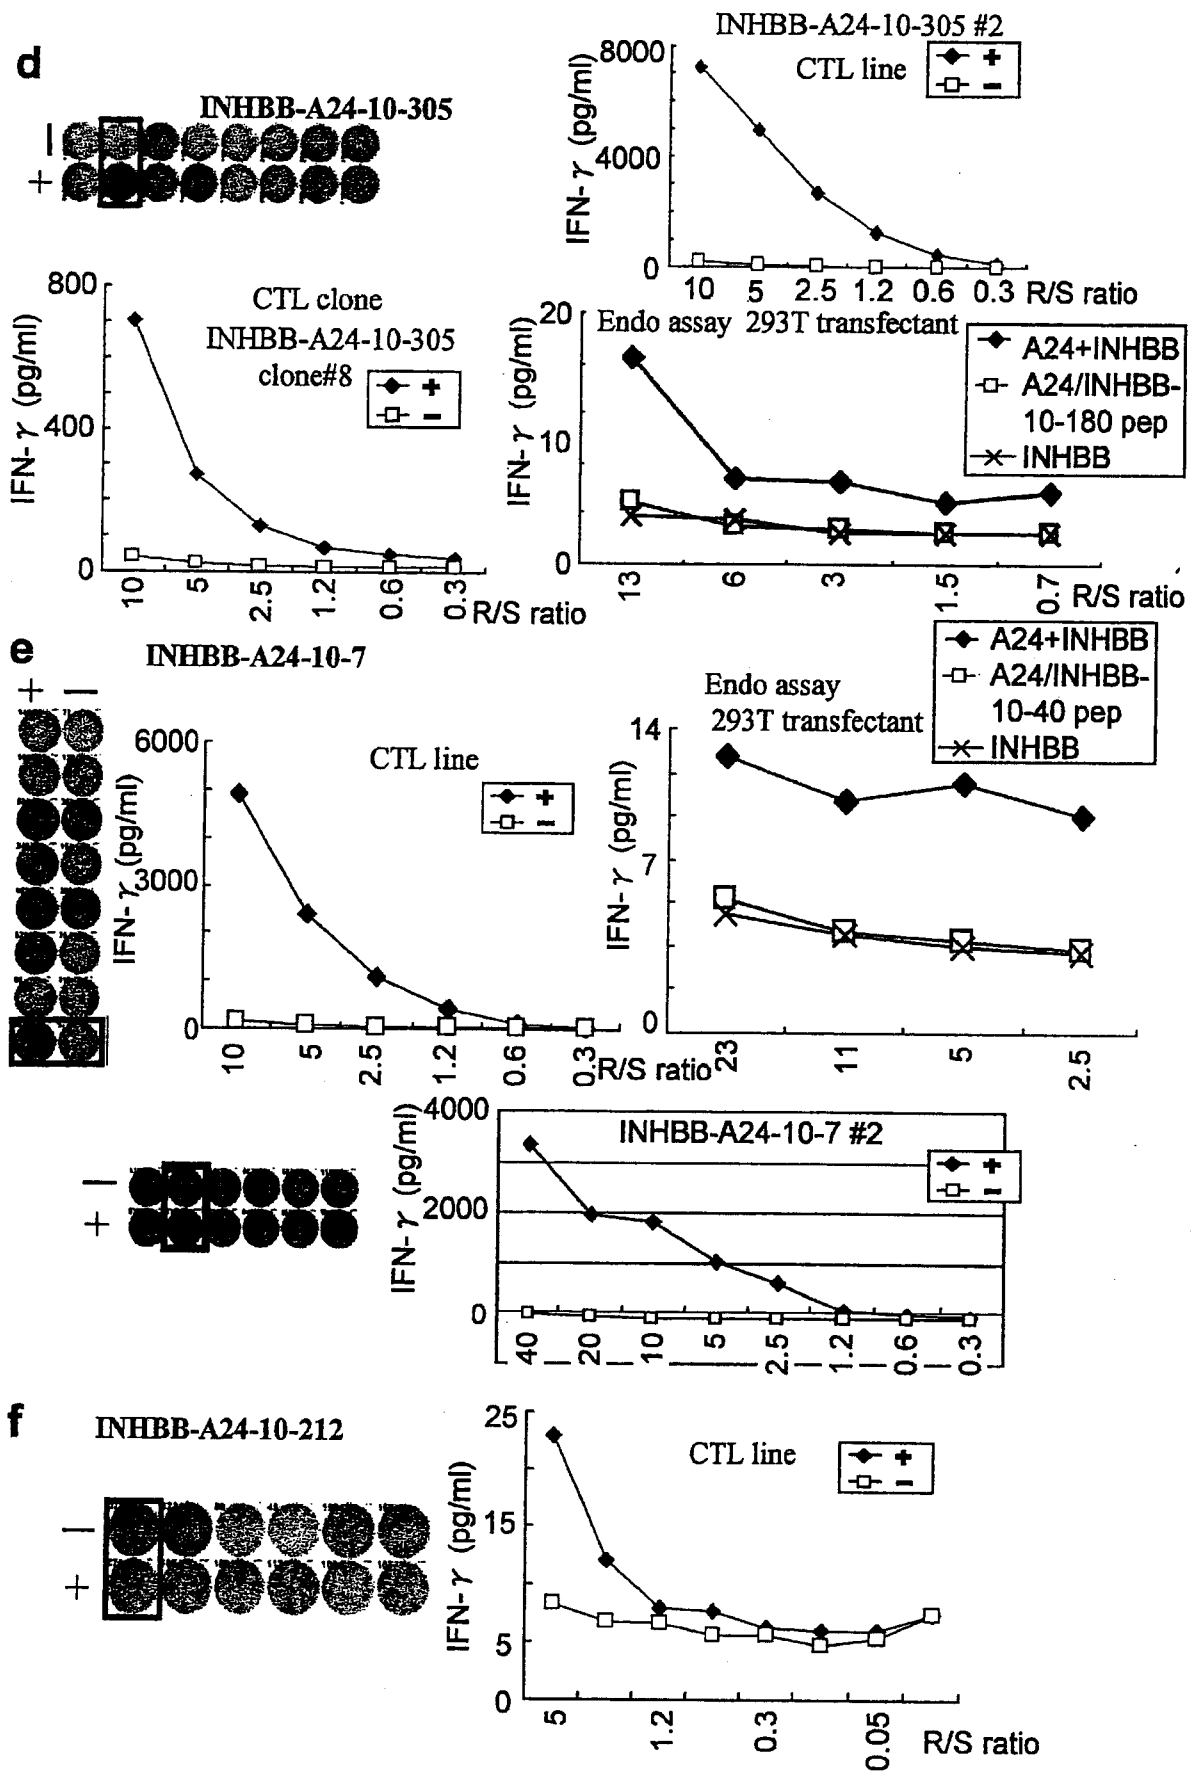 d
INHBB-A24-10-305
−
+
INHBB-A24-10-305 #2
CTL line
+
−
IFN-γ (pg/ml)
8000
4000
0
10 5 2.5 1.2 0.6 0.3 R/S ratio
CTL clone
INHBB-A24-10-305
clone#8
+
−
IFN-γ (pg/ml)
800
400
0
10 5 2.5 1.2 0.6 0.3 R/S ratio
Endo assay 293T transfectant
A24+INHBB
A24/INHBB-
10-180 pep
INHBB
IFN-γ (pg/ml)
20
10
0
13 6 3 1.5 0.7 R/S ratio
e
INHBB-A24-10-7
+ −
CTL line
+
−
IFN-γ (pg/ml)
6000
3000
0
10 5 2.5 1.2 0.6 0.3 R/S ratio
Endo assay
293T transfectant
A24+INHBB
A24/INHBB-
10-40 pep
INHBB
IFN-γ (pg/ml)
14
7
0
23 11 5 2.5
−
+
INHBB-A24-10-7 #2
+
−
IFN-γ (pg/ml)
4000
2000
0
40 20 10 5 2.5 1.2 0.6 0.3
f
INHBB-A24-10-212
−
+
CTL line
+
−
IFN-γ (pg/ml)
25
15
5
0
5 1.2 0.3 0.05 R/S ratio